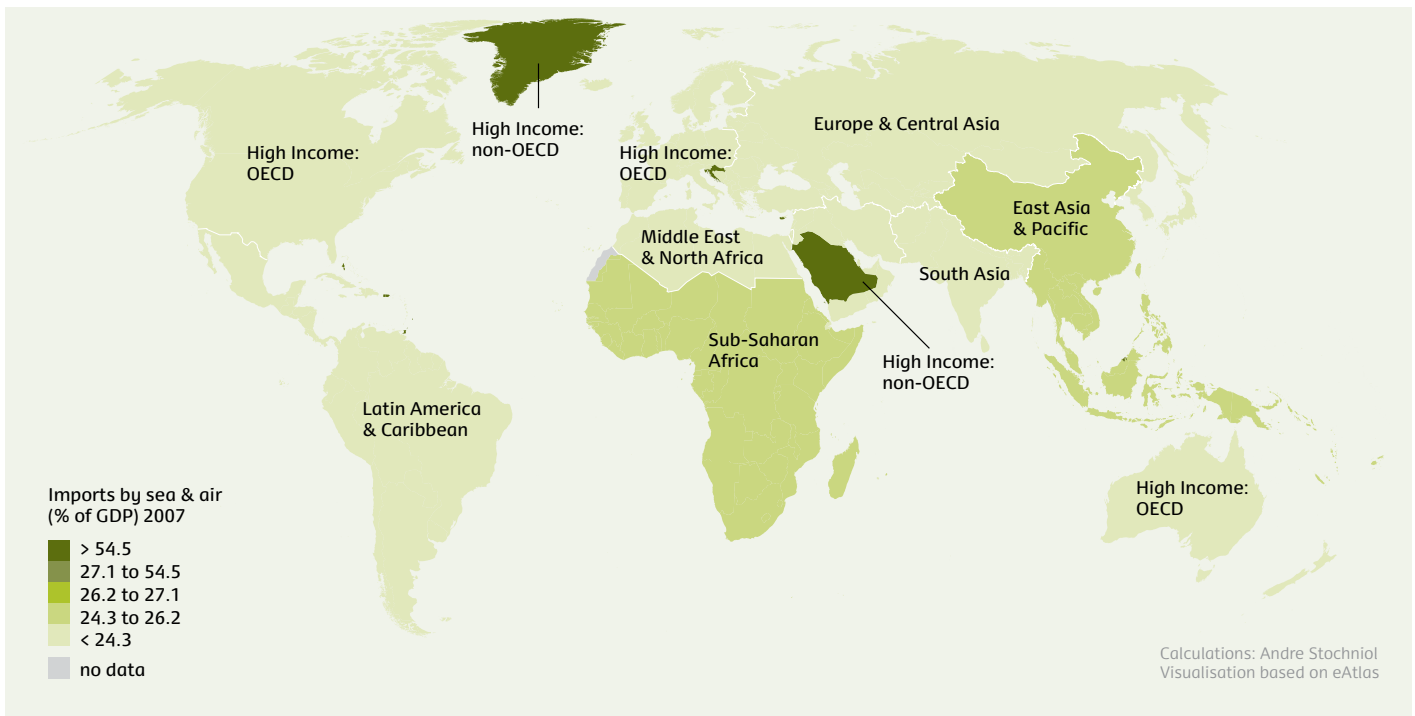 High Income:
non-OECD
High Income:
OECD
High Income:
OECD
Europe & Central Asia
East Asia
& Pacific
Middle East
& North Africa
South Asia
Sub-Saharan
Africa
High Income:
non-OECD
Latin America
& Caribbean
High Income:
OECD
Imports by sea & air
(% of GDP) 2007
> 54.5
27.1 to 54.5
26.2 to 27.1
24.3 to 26.2
< 24.3
no data
Calculations: Andre Stochniol
Visualisation based on eAtlas